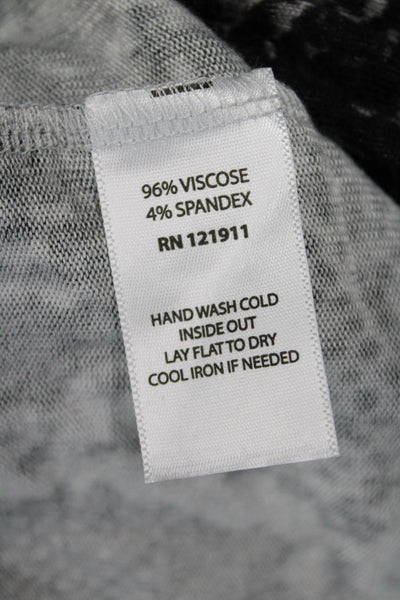 96% VISCOSE
4% SPANDEX
RN 121911
HAND WASH COLD
INSIDE OUT
LAY FLAT TO DRY
COOL IRON IF NEEDED